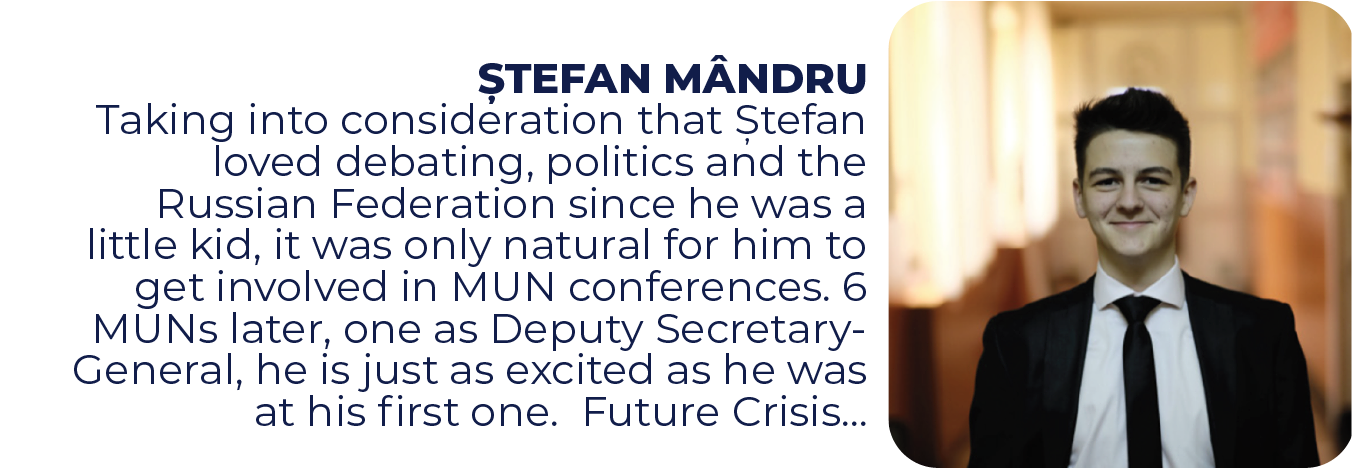 ȘTEFAN MÂNDRU
Taking into consideration that Ștefan
loved debating, politics and the
Russian Federation since he was a
little kid, it was only natural for him to
get involved in MUN conferences. 6
MUNs later, one as Deputy Secretary-
General, he is just as excited as he was
at his first one.  Future Crisis...